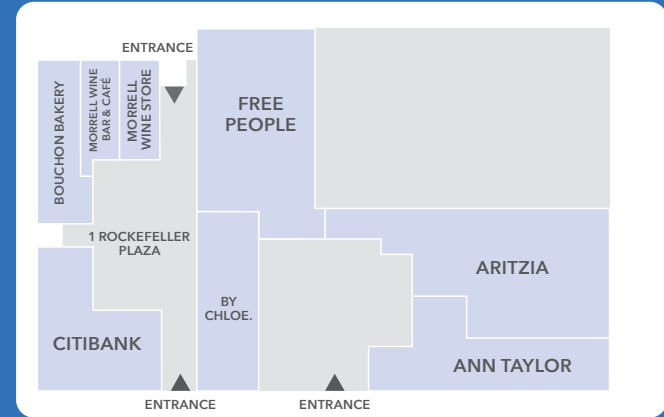 ENTRANCE
BOUCHON BAKERY
MORRELL WINE
BAR & CAFÉ
MORRELL
WINE STORE
FREE
PEOPLE
1 ROCKEFELLER
PLAZA
ARITZIA
BY
CHLOE.
CITIBANK
ANN TAYLOR
ENTRANCE
ENTRANCE